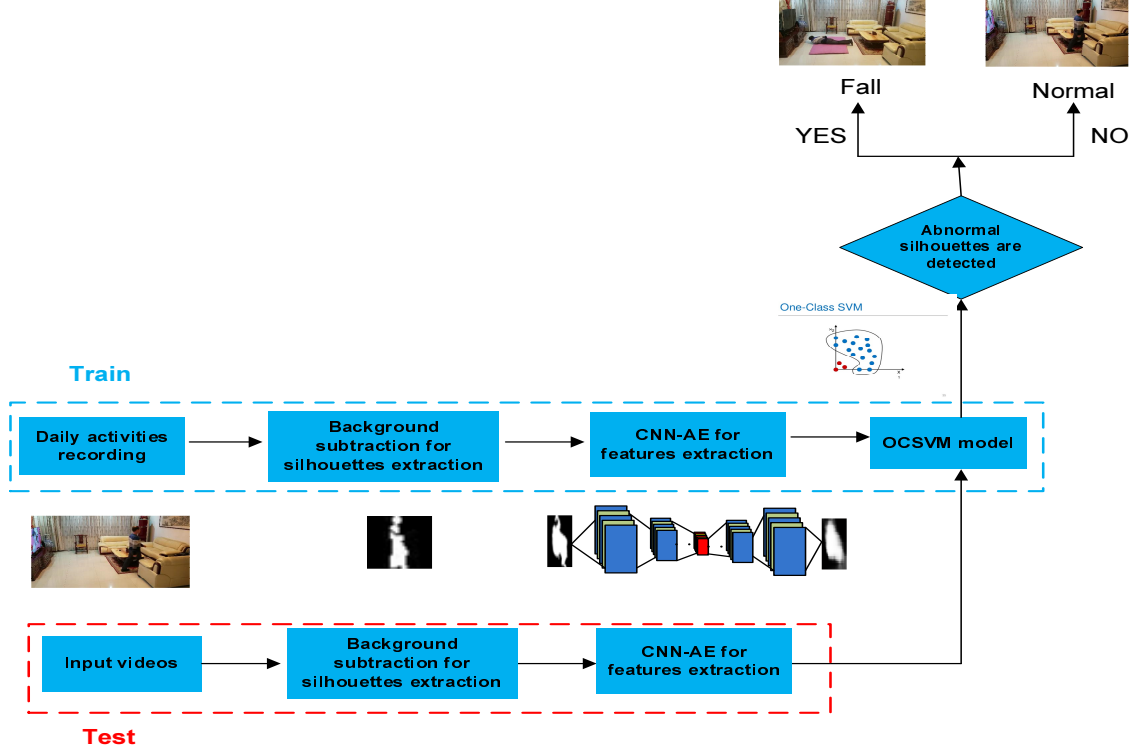 Fall
Normal
YES
NO
Abnormal
silhouettes are
detected
One-Class SVM
Train
Daily activities
recording
Background
subtraction for
silhouettes extraction
CNN-AE for
features extraction
OCSVM model
Input videos
Background
subtraction for
silhouettes extraction
CNN-AE for
features extraction
Test